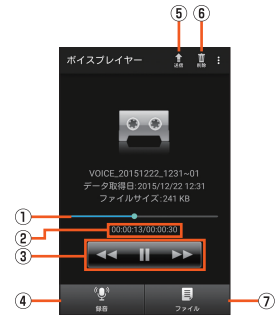 ⑤ ⑥
ボイスプレイヤー
送信 削除
VOICE_20151222_1231~01
データ取得日:2015/12/22 12:31
ファイルサイズ:241 KB
①
② 00:00:13/00:00:30
③
④ ⑦
録音 ファイル